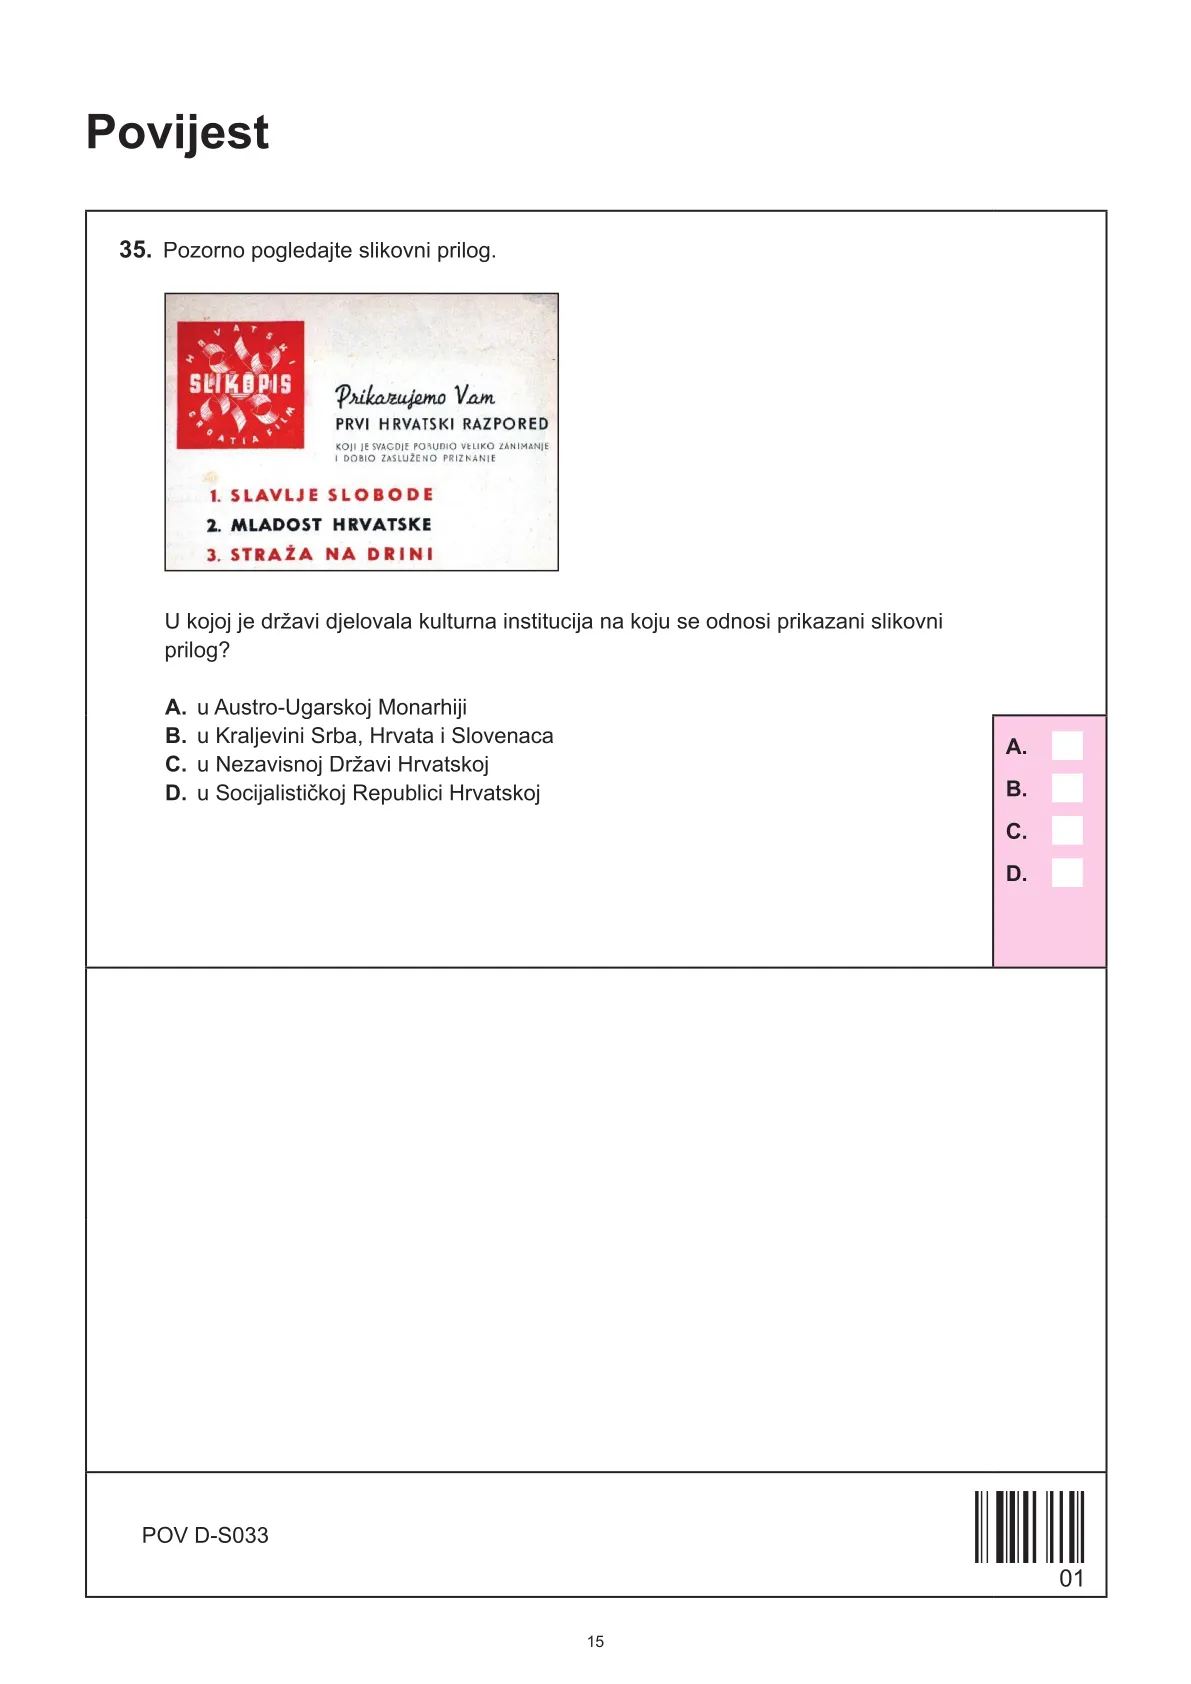 Povijest
35. Pozorno pogledajte slikovni prilog.
HRVATSKI
SLIKOPIS
CROATIA FILM
Prikazujemo Vam
PRVI HRVATSKI RAZPORED
KOJI JE SVAGDJE POBUDIO VELIKO ZANIMANJE
I DOBIO ZASLUŽENO PRIZNANJE
1. SLAVLJE SLOBODE
2. MLADOST HRVATSKE
3. STRAŽA NA DRINI
U kojoj je državi djelovala kulturna institucija na koju se odnosi prikazani slikovni
prilog?
A. u Austro-Ugarskoj Monarhiji
B. u Kraljevini Srba, Hrvata i Slovenaca
C. u Nezavisnoj Državi Hrvatskoj
D. u Socijalističkoj Republici Hrvatskoj
A.
B.
C.
D.
POV D-S033
01
15